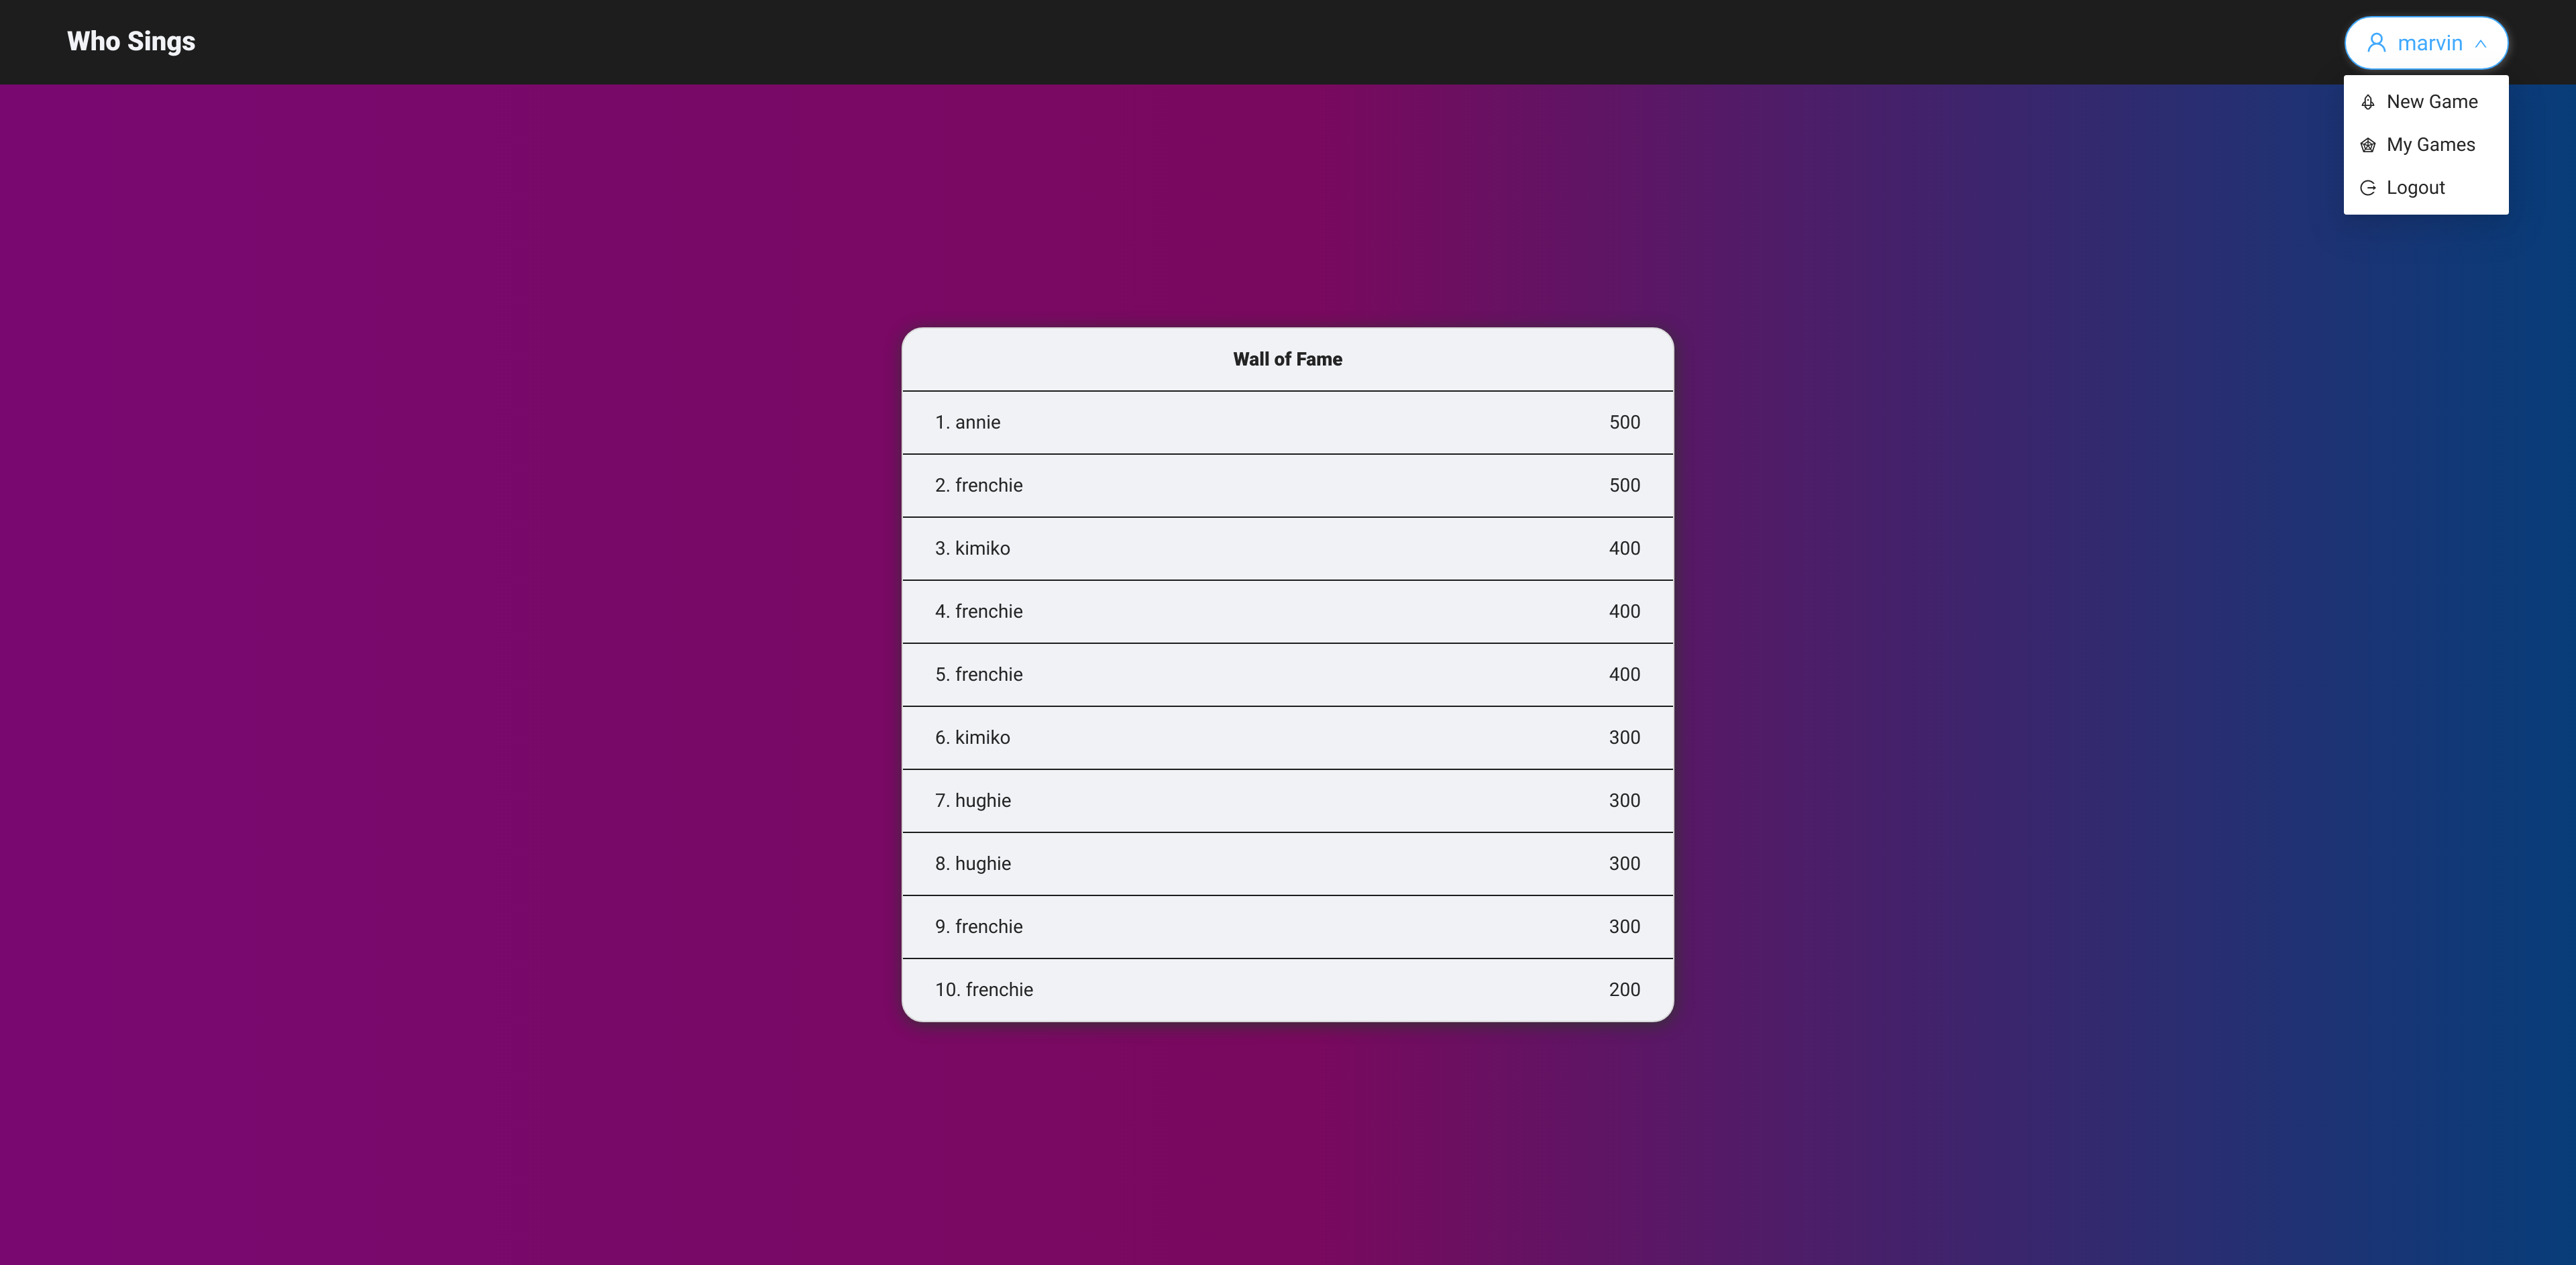 Who Sings
marvin
New Game
My Games
Logout
Wall of Fame
1. annie 500
2. frenchie 500
3. kimiko 400
4. frenchie 400
5. frenchie 400
6. kimiko 300
7. hughie 300
8. hughie 300
9. frenchie 300
10. frenchie 200